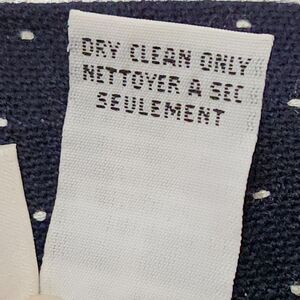 DRY CLEAN ONLY
NETTOYER A SEC
SEULEMENT